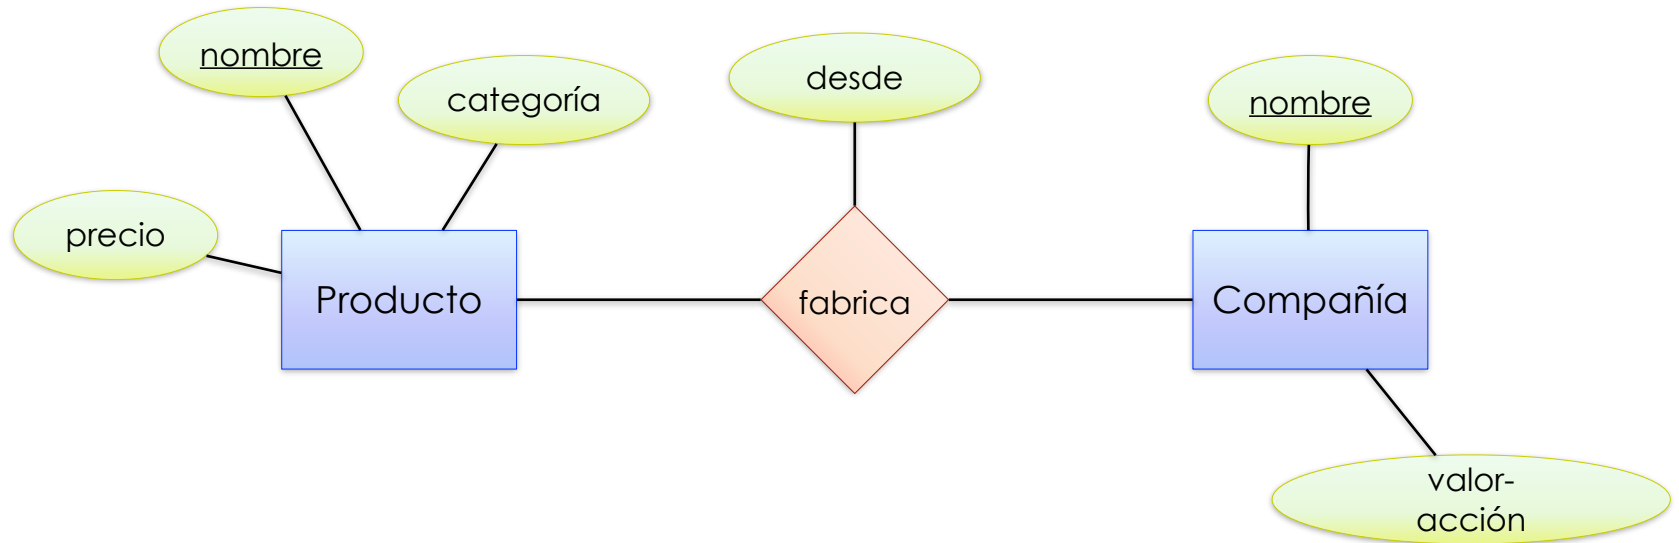 nombre
categoría
desde
nombre
precio
Producto
fabrica
Compañía
valor-
acción